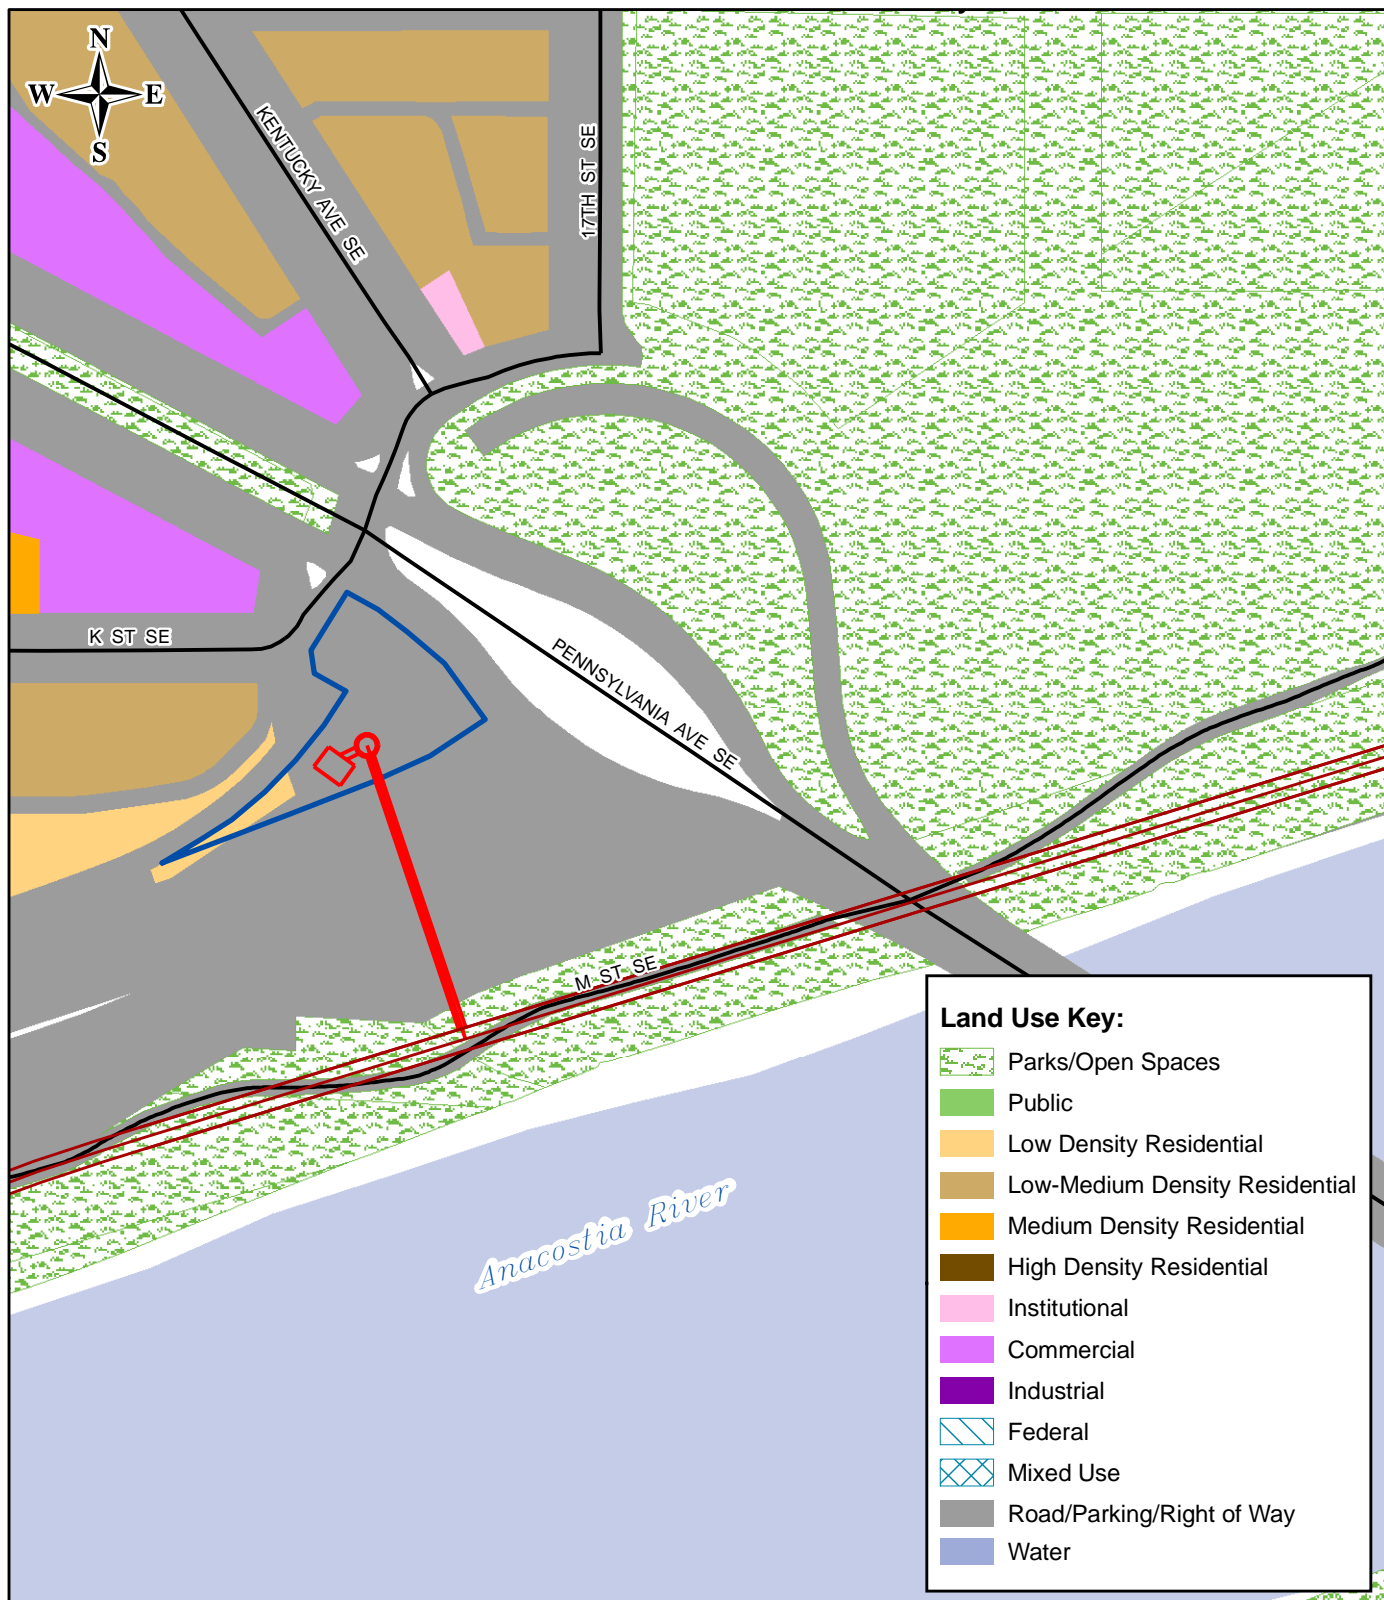 N
W E
S
KENTUCKY AVE SE
17TH ST SE
K ST SE
PENNSYLVANIA AVE SE
M ST SE
Anacostia River
Land Use Key:
Parks/Open Spaces
Public
Low Density Residential
Low-Medium Density Residential
Medium Density Residential
High Density Residential
Institutional
Commercial
Industrial
Federal
Mixed Use
Road/Parking/Right of Way
Water